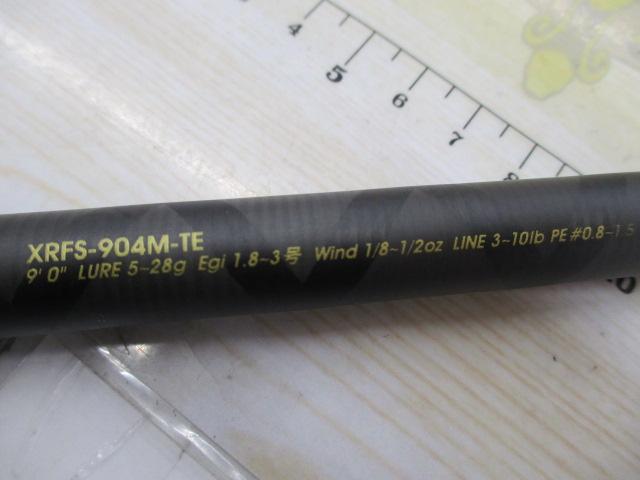 4 5 6 7 8
XRFS-904M-TE
9' 0" LURE 5~28g Egi 1.8~3号 Wind 1/8~1/2oz LINE 3~10lb PE #0.8~1.5